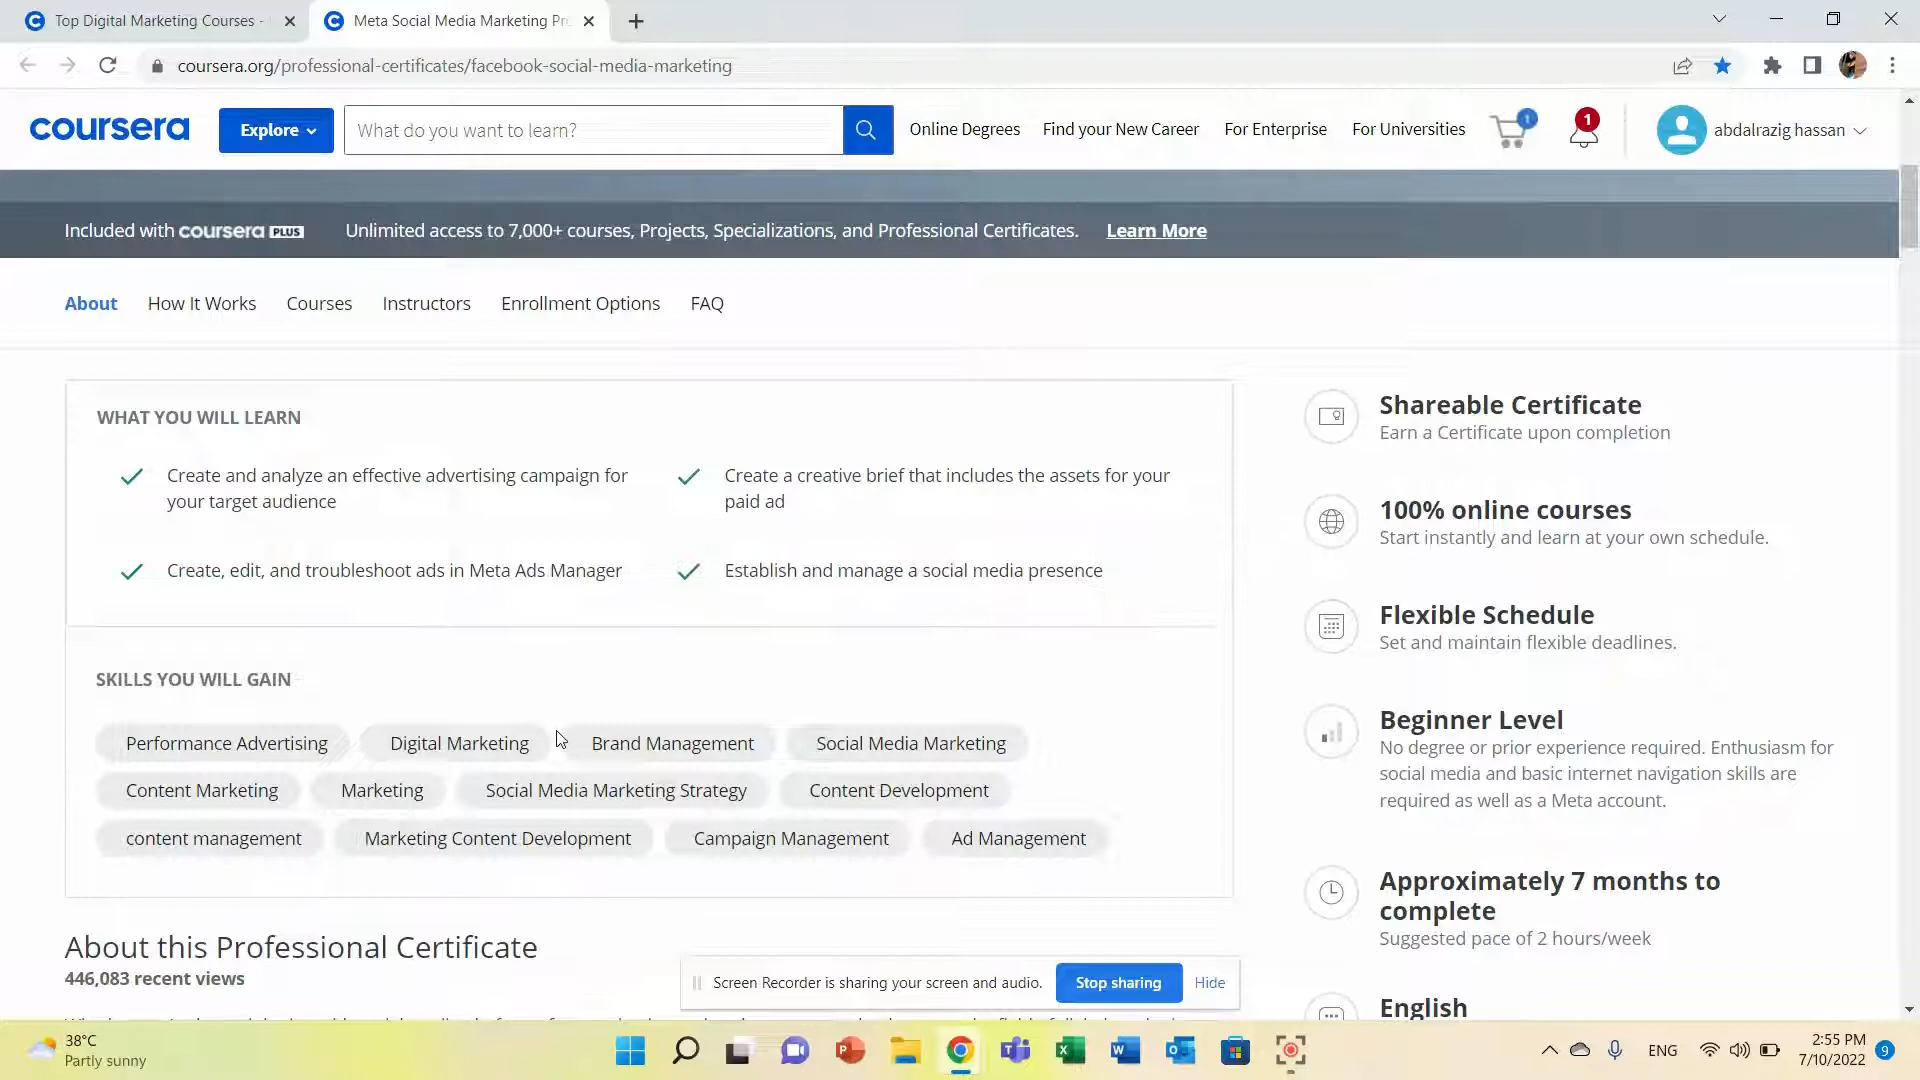 Top Digital Marketing Courses -
Meta Social Media Marketing Pr
coursera.org/professional-certificates/facebook-social-media-marketing
coursera
Explore
What do you want to learn?
Online Degrees
Find your New Career
For Enterprise
For Universities
1
1
abdalrazig hassan
Included with coursera PLUS
Unlimited access to 7,000+ courses, Projects, Specializations, and Professional Certificates.
Learn More
About
How It Works
Courses
Instructors
Enrollment Options
FAQ
WHAT YOU WILL LEARN
Create and analyze an effective advertising campaign for
your target audience
Create a creative brief that includes the assets for your
paid ad
Create, edit, and troubleshoot ads in Meta Ads Manager
Establish and manage a social media presence
SKILLS YOU WILL GAIN
Performance Advertising
Digital Marketing
Brand Management
Social Media Marketing
Content Marketing
Marketing
Social Media Marketing Strategy
Content Development
content management
Marketing Content Development
Campaign Management
Ad Management
About this Professional Certificate
446,083 recent views
Shareable Certificate
Earn a Certificate upon completion
100% online courses
Start instantly and learn at your own schedule.
Flexible Schedule
Set and maintain flexible deadlines.
Beginner Level
No degree or prior experience required. Enthusiasm for
social media and basic internet navigation skills are
required as well as a Meta account.
Approximately 7 months to
complete
Suggested pace of 2 hours/week
English
Screen Recorder is sharing your screen and audio.
Stop sharing
Hide
38°C
Partly sunny
ENG
2:55 PM
7/10/2022
9